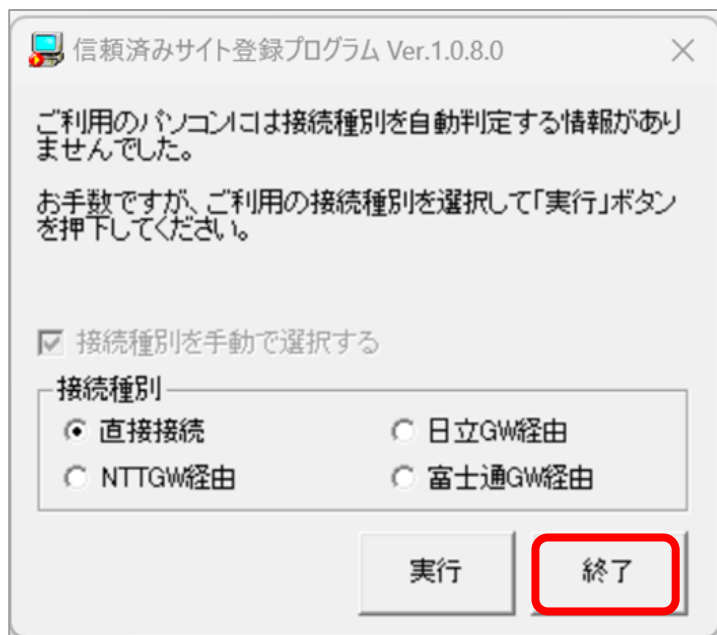 信頼済みサイト登録プログラム Ver.1.0.8.0
ご利用のパソコンには接続種別を自動判定する情報があり
ませんでした。
お手数ですが、ご利用の接続種別を選択して「実行」ボタン
を押下してください。
接続種別を手動で選択する
接続種別
直接接続
日立GW経由
NTTGW経由
富士通GW経由
実行
終了